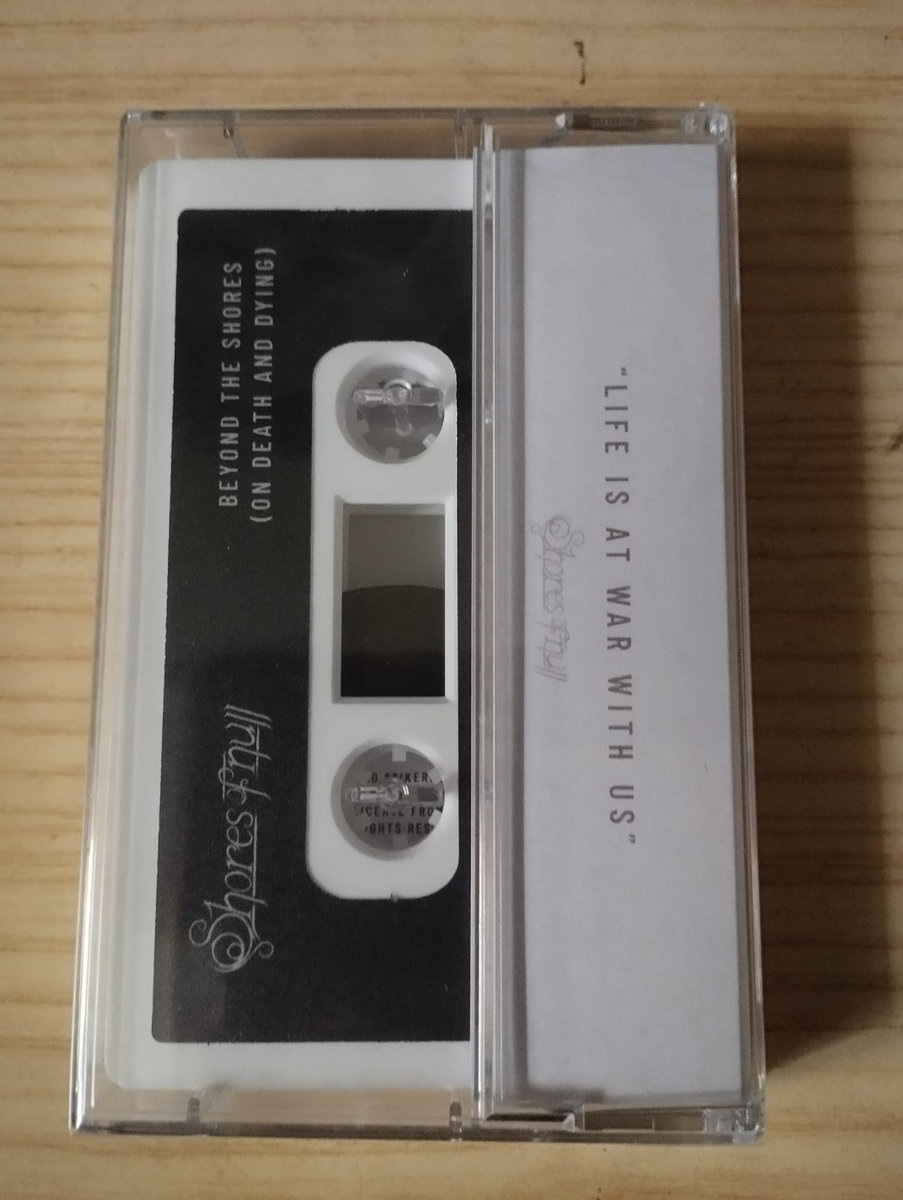 BEYOND THE SHORES
(ON DEATH AND DYING)
Shores of null
"LIFE IS AT WAR WITH US"
Shores of null